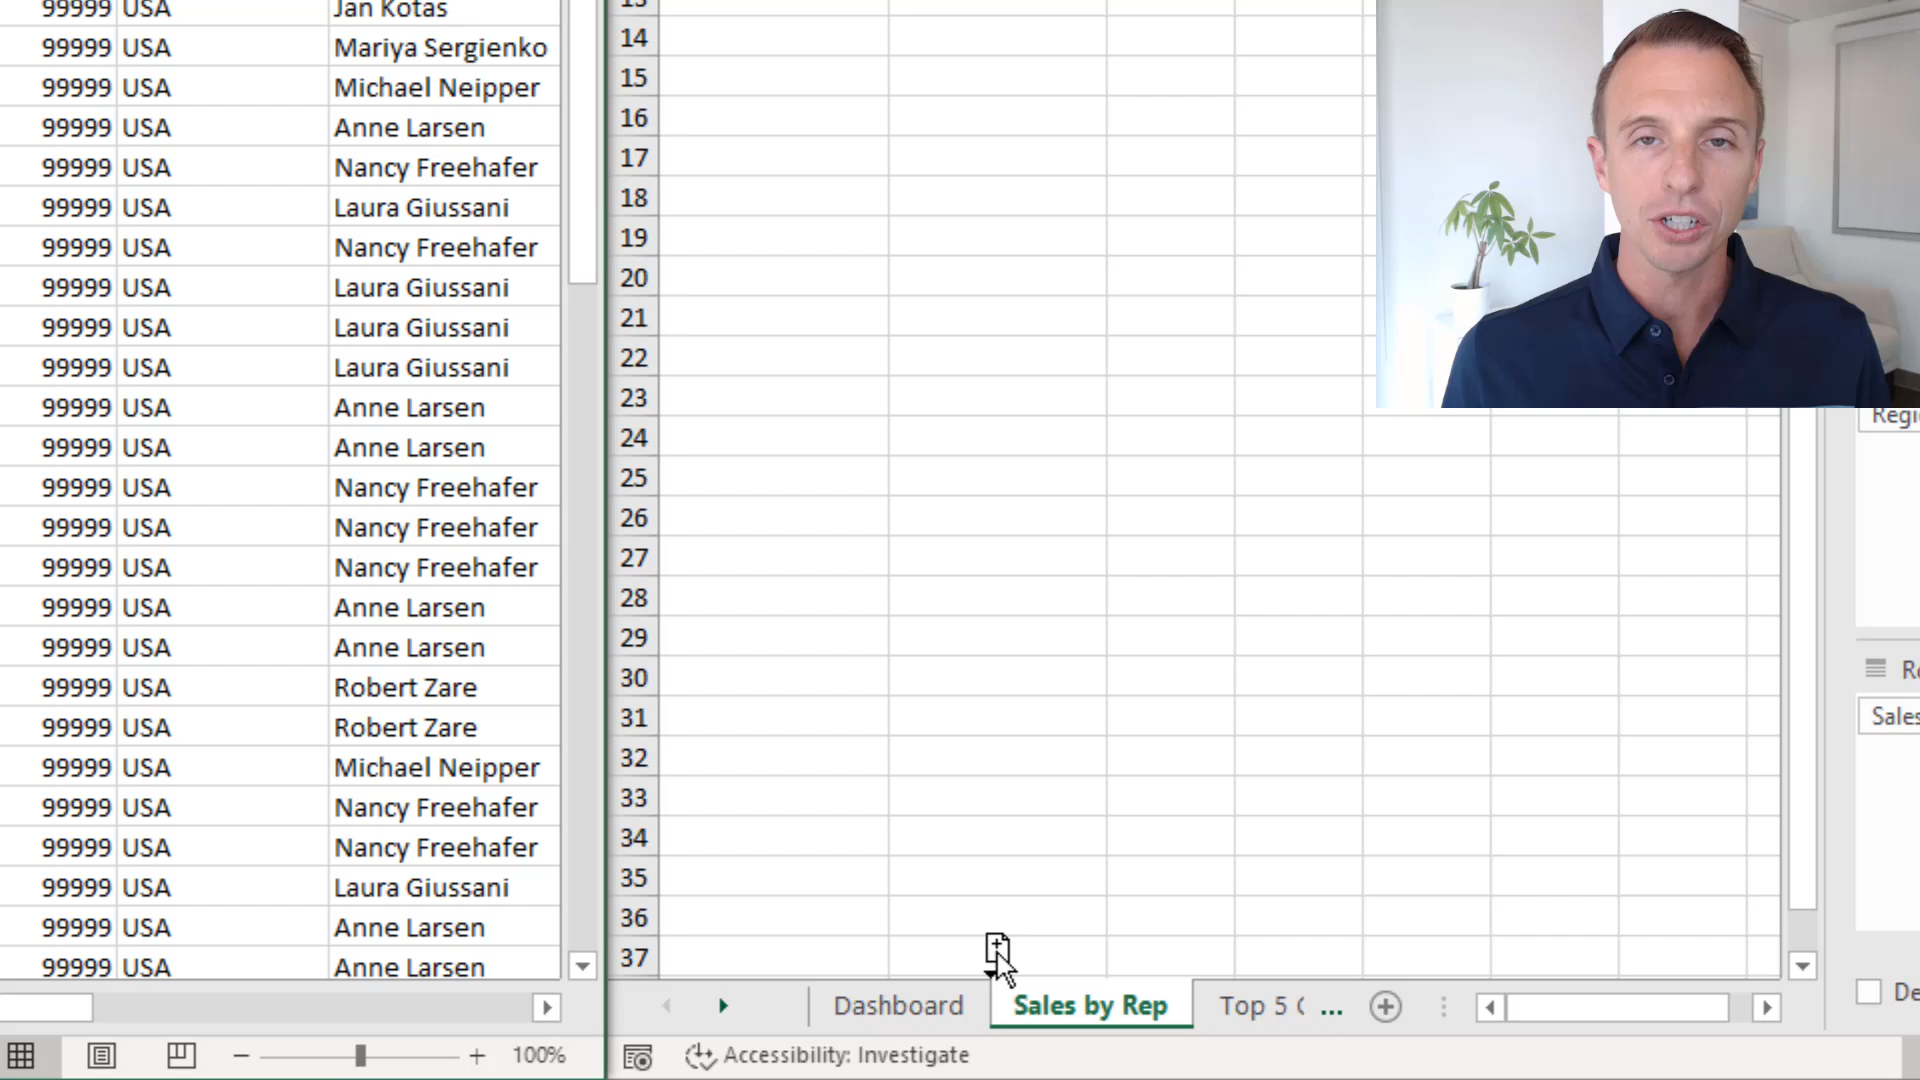 99999 USA Jan Kotas
99999 USA Mariya Sergienko
99999 USA Michael Neipper
99999 USA Anne Larsen
99999 USA Nancy Freehafer
99999 USA Laura Giussani
99999 USA Nancy Freehafer
99999 USA Laura Giussani
99999 USA Laura Giussani
99999 USA Laura Giussani
99999 USA Anne Larsen
99999 USA Anne Larsen
99999 USA Nancy Freehafer
99999 USA Nancy Freehafer
99999 USA Nancy Freehafer
99999 USA Anne Larsen
99999 USA Anne Larsen
99999 USA Robert Zare
99999 USA Robert Zare
99999 USA Michael Neipper
99999 USA Nancy Freehafer
99999 USA Nancy Freehafer
99999 USA Laura Giussani
99999 USA Anne Larsen
99999 USA Anne Larsen
100%
13
14
15
16
17
18
19
20
21
22
23
24
25
26
27
28
29
30
31
32
33
34
35
36
37
Dashboard Sales by Rep Top 5 ...
Accessibility: Investigate
Regi
Sales
De